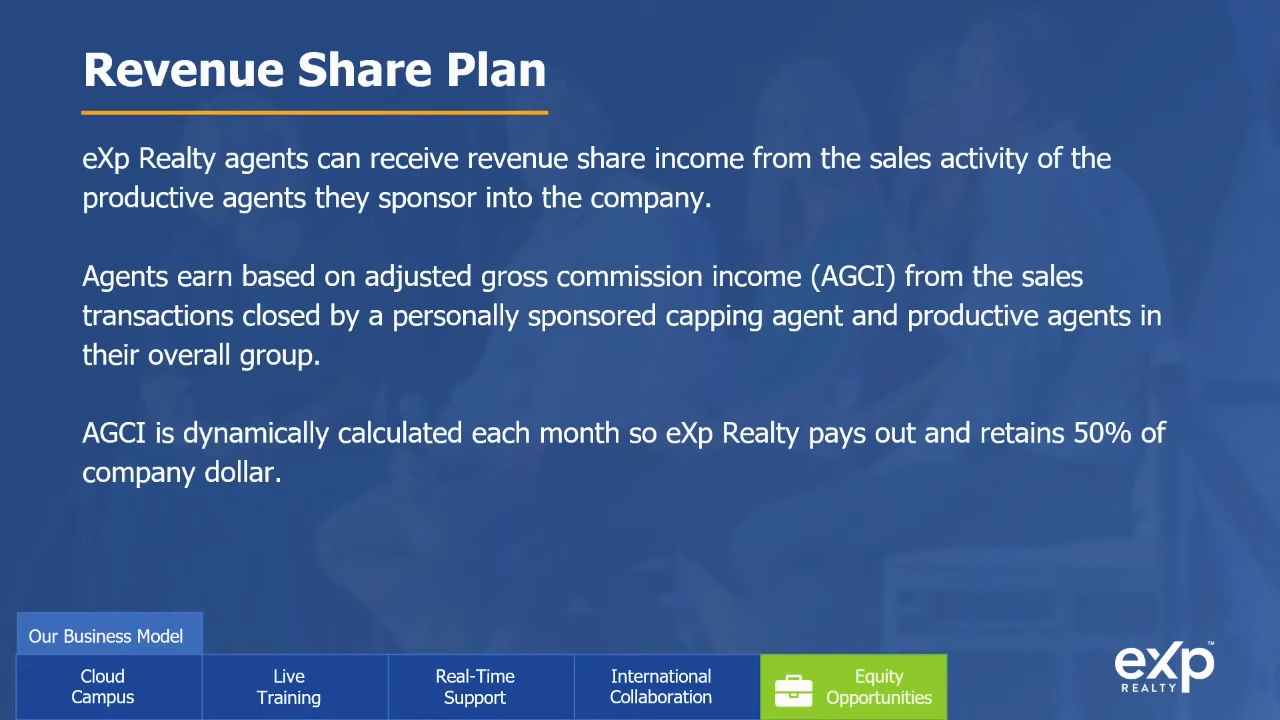 Revenue Share Plan
eXp Realty agents can receive revenue share income from the sales activity of the
productive agents they sponsor into the company.
Agents earn based on adjusted gross commission income (AGCI) from the sales
transactions closed by a personally sponsored capping agent and productive agents in
their overall group.
AGCI is dynamically calculated each month so eXp Realty pays out and retains 50% of
company dollar.
Our Business Model
Cloud
Campus
Live
Training
Real-Time
Support
International
Collaboration
Equity
Opportunities
eXp™
REALTY